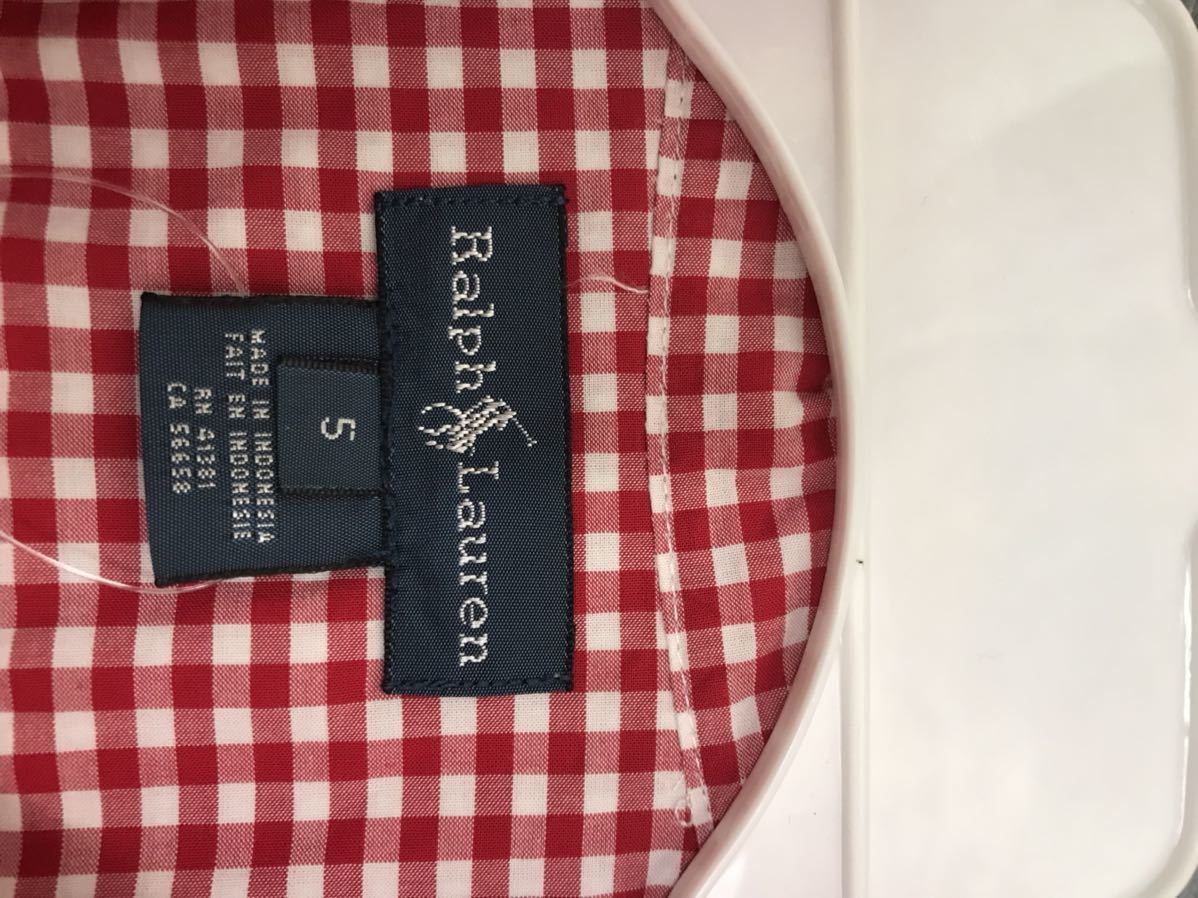 Ralph Lauren
5
MADE IN INDONESIA
FAIT EN INDONESIE
RN 41381
CA 56658